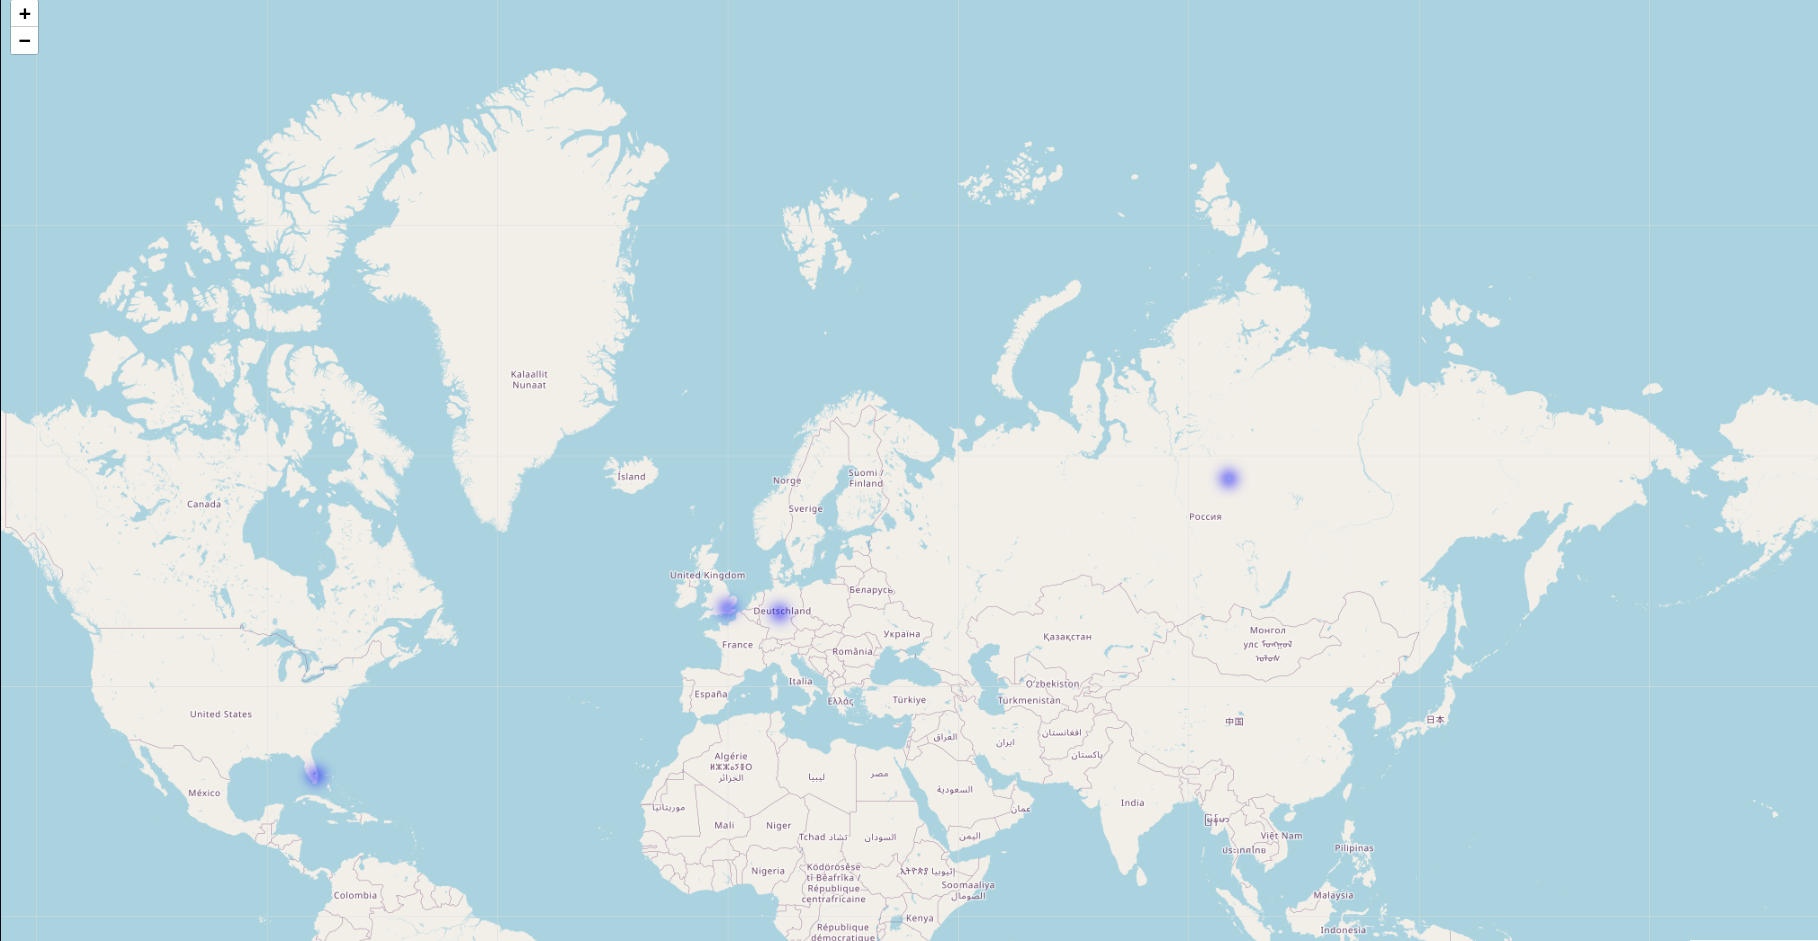 +
−
Kalaallit
Nunaat
Ísland
Norge
Suomi /
Finland
Sverige
Canada
Россия
United Kingdom
Беларусь
Deutschland
Україна
France
România
Қазақстан
Монгол
улс
Italia
España
Ελλάς
Türkiye
Oʻzbekistan
Turkmenistan
United States
中国
日本
العراق
ایران
افغانستان
پاکستان
Algérie
ⵍⵣⵣⴰⵢⴻⵔ
الجزائر
ليبيا
مصر
السعودية
عمان
México
موريتانيا
India
Mali
Niger
Tchad تشاد
السودان
اليمن
Việt Nam
ประเทศไทย
Pilipinas
Nigeria
Ködörösêse
tî Bêafrîka /
République
centrafricaine
ኢትዮጵያ إثيوبيا
Soomaaliya
الصومال
Colombia
Malaysia
Kenya
République
démocratique
Indonesia